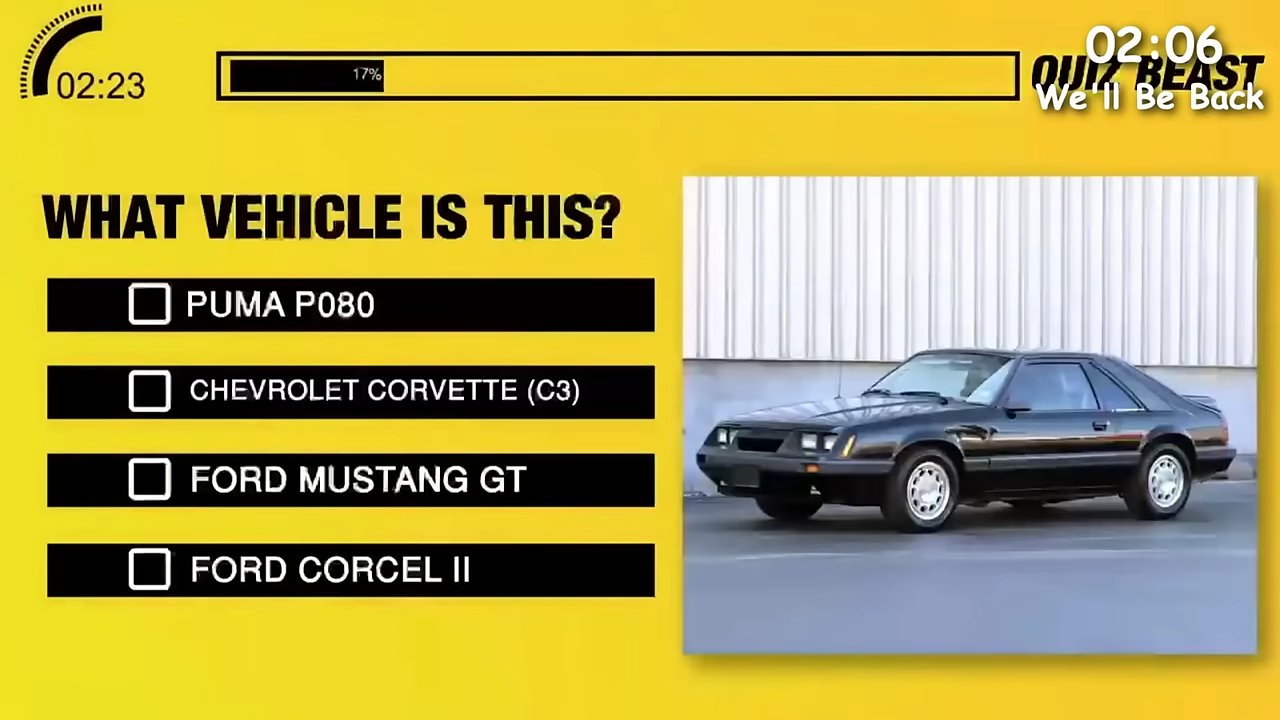 02:23
17%
02:06
QUIZ BEAST
We'll Be Back
WHAT VEHICLE IS THIS?
PUMA P080
CHEVROLET CORVETTE (C3)
FORD MUSTANG GT
FORD CORCEL II